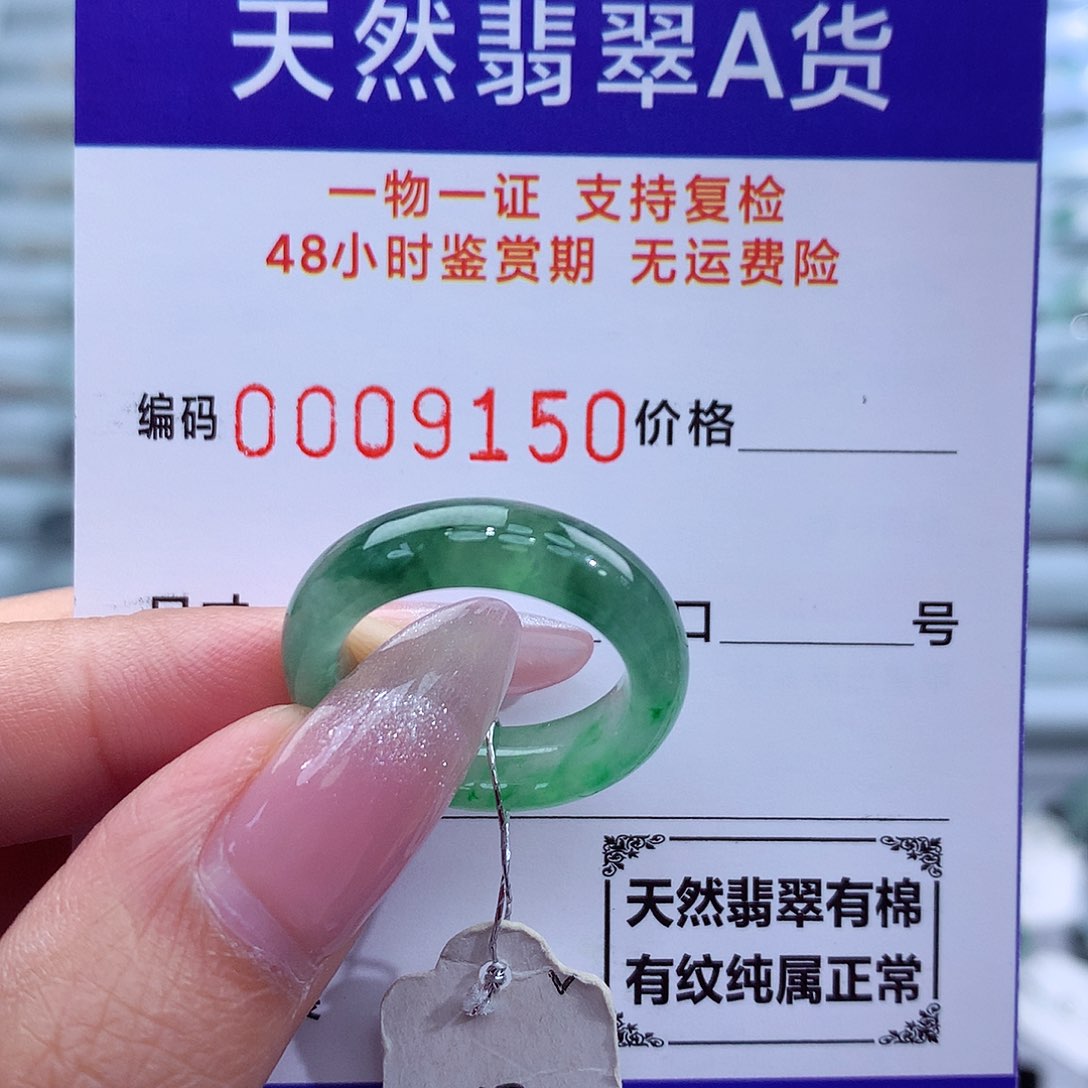 天然翡翠A货
一物一证 支持复检
48小时鉴赏期 无运费险
编码 0009150 价格
口 号
天然翡翠有棉
有纹纯属正常